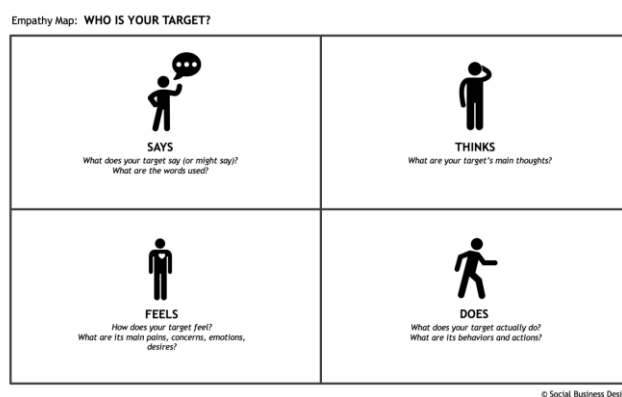 Empathy Map: WHO IS YOUR TARGET?
SAYS
What does your target say (or might say)?
What are the words used?
THINKS
What are your target's main thoughts?
FEELS
How does your target feel?
What are its main pains, concerns, emotions,
desires?
DOES
What does your target actually do?
What are its behaviors and actions?
© Social Business Desi